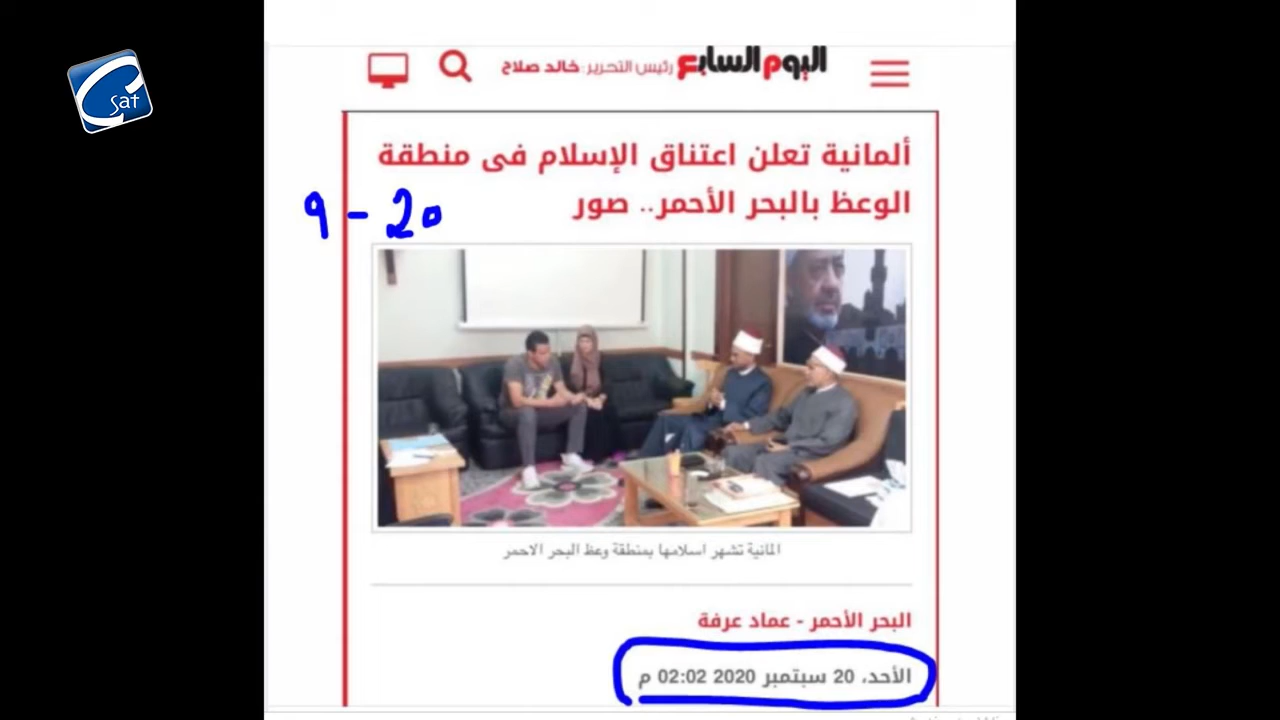 C
Sat
اليوم السابع رئيس التحرير: خالد صلاح
ألمانية تعلن اعتناق الإسلام فى منطقة
الوعظ بالبحر الأحمر.. صور
9 - 20
المانية تشهر اسلامها بمنطقة وعظ البحر الاحمر
البحر الأحمر - عماد عرفة
الأحد، 20 سبتمبر 2020 02:02 م